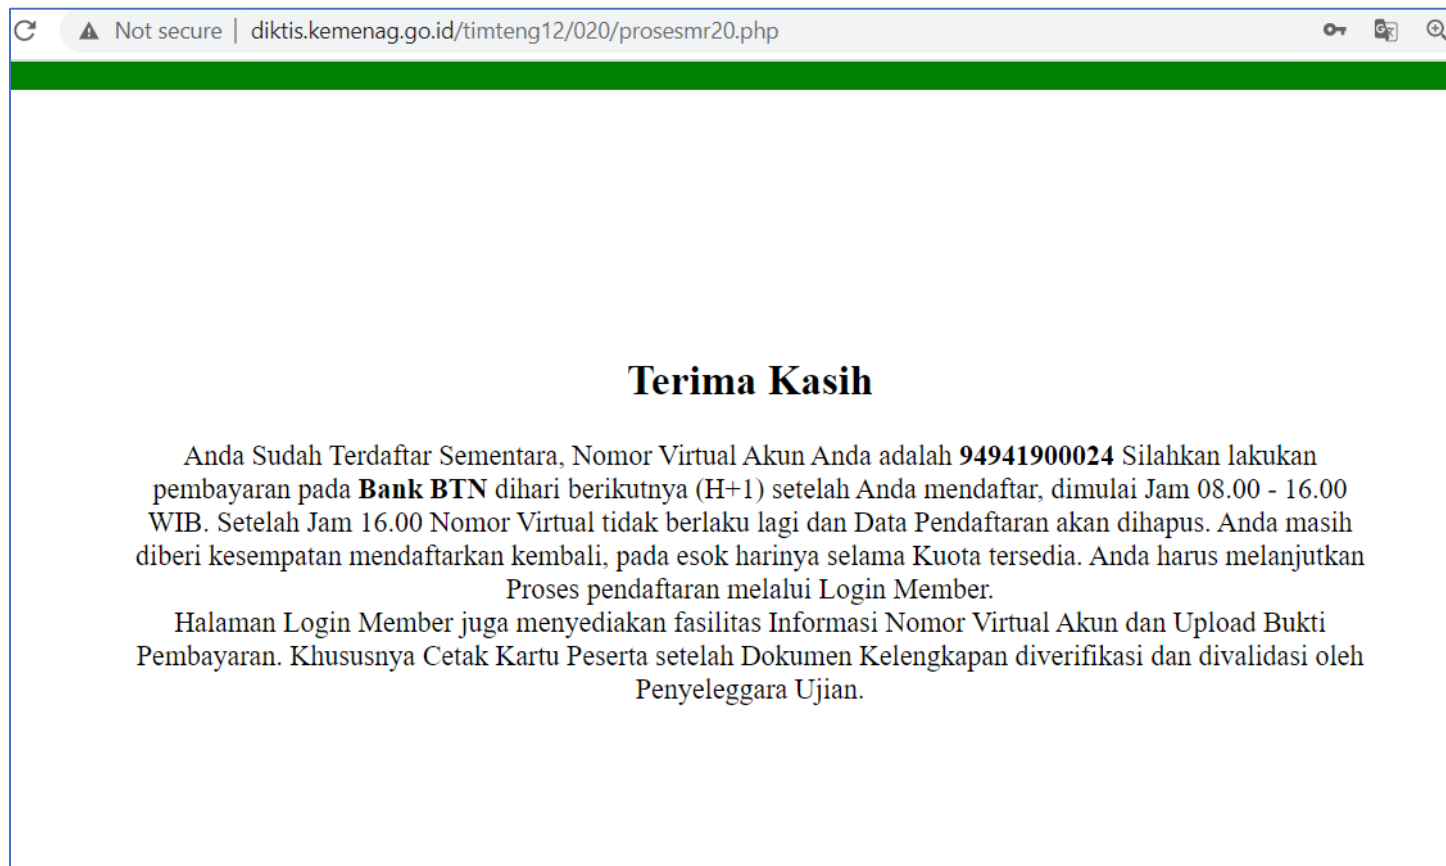 Not secure | diktis.kemenag.go.id/timteng12/020/prosesmr20.php
Terima Kasih
Anda Sudah Terdaftar Sementara, Nomor Virtual Akun Anda adalah 94941900024 Silahkan lakukan
pembayaran pada Bank BTN dihari berikutnya (H+1) setelah Anda mendaftar, dimulai Jam 08.00 - 16.00
WIB. Setelah Jam 16.00 Nomor Virtual tidak berlaku lagi dan Data Pendaftaran akan dihapus. Anda masih
diberi kesempatan mendaftarkan kembali, pada esok harinya selama Kuota tersedia. Anda harus melanjutkan
Proses pendaftaran melalui Login Member.
Halaman Login Member juga menyediakan fasilitas Informasi Nomor Virtual Akun dan Upload Bukti
Pembayaran. Khususnya Cetak Kartu Peserta setelah Dokumen Kelengkapan diverifikasi dan divalidasi oleh
Penyeleggara Ujian.